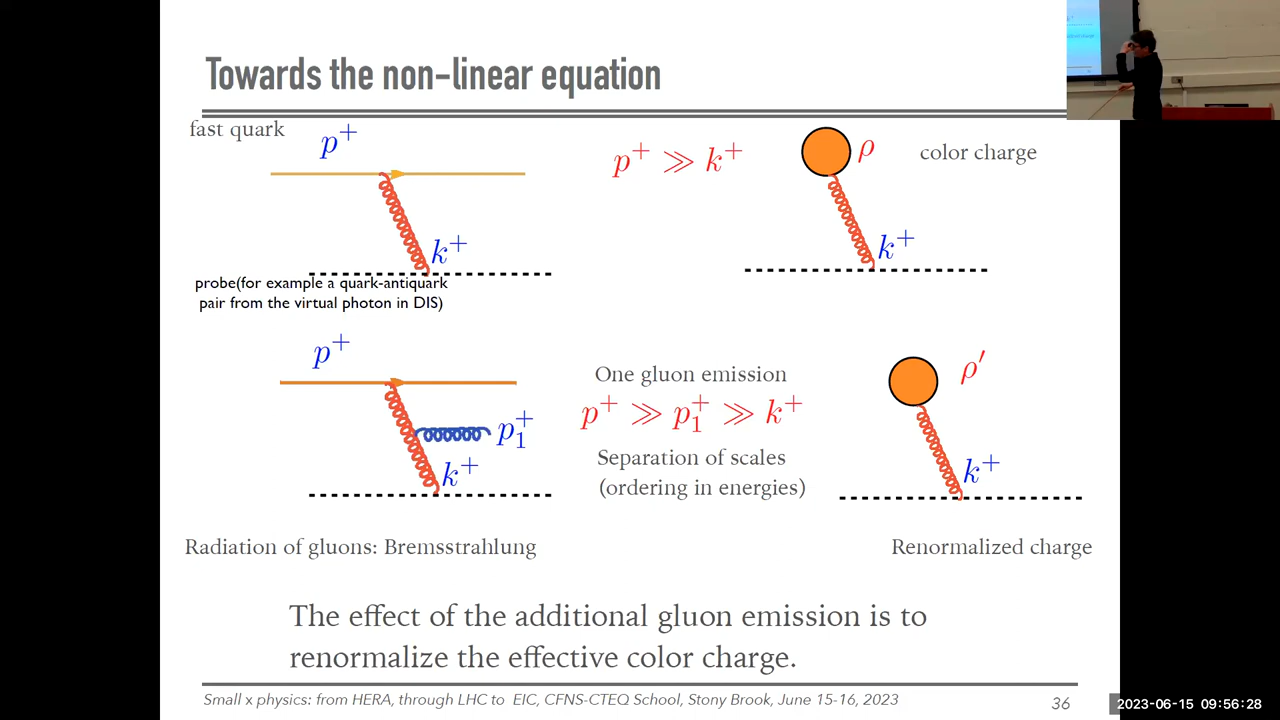 Towards the non-linear equation
fast quark
p⁺
p⁺ ≫ k⁺
ρ
color charge
k⁺
k⁺
probe(for example a quark-antiquark
pair from the virtual photon in DIS)
p⁺
One gluon emission
p⁺ ≫ p₁⁺ ≫ k⁺
Separation of scales
(ordering in energies)
p₁⁺
k⁺
ρ′
k⁺
Radiation of gluons: Bremsstrahlung
Renormalized charge
The effect of the additional gluon emission is to
renormalize the effective color charge.
Small x physics: from HERA, through LHC to EIC, CFNS-CTEQ School, Stony Brook, June 15-16, 2023
36
2023-06-15 09:56:28